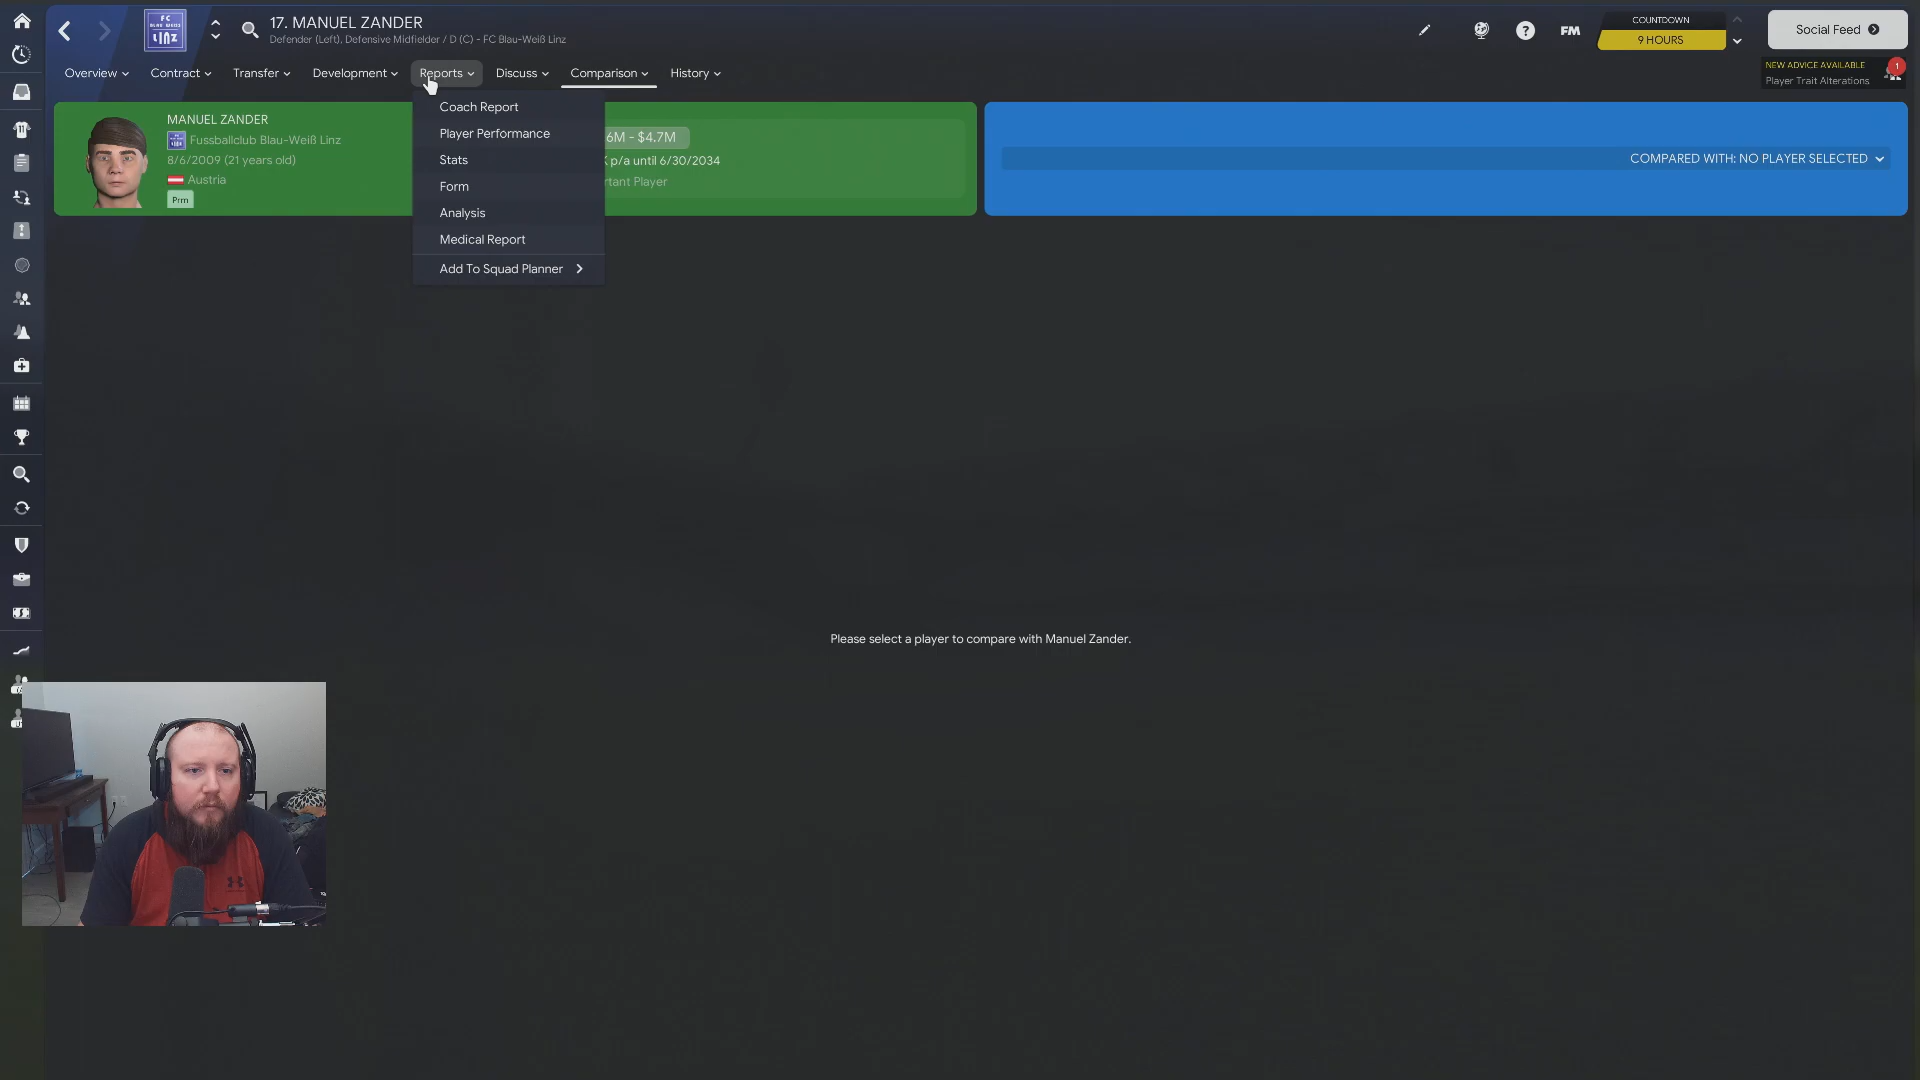 17. MANUEL ZANDER
Defender (Left), Defensive Midfielder / D (C) - FC Blau-Weiß Linz
FC
BLAU WEISS
LINZ
FM
COUNTDOWN
9 HOURS
Social Feed
Overview
Contract
Transfer
Development
Reports
Discuss
Comparison
History
NEW ADVICE AVAILABLE
Player Trait Alterations
1
Coach Report
Player Performance
Stats
Form
Analysis
Medical Report
Add To Squad Planner
MANUEL ZANDER
Fussballclub Blau-Weiß Linz
8/6/2009 (21 years old)
Austria
Prm
6M - $4.7M
p/a until 6/30/2034
rtant Player
COMPARED WITH: NO PLAYER SELECTED
Please select a player to compare with Manuel Zander.